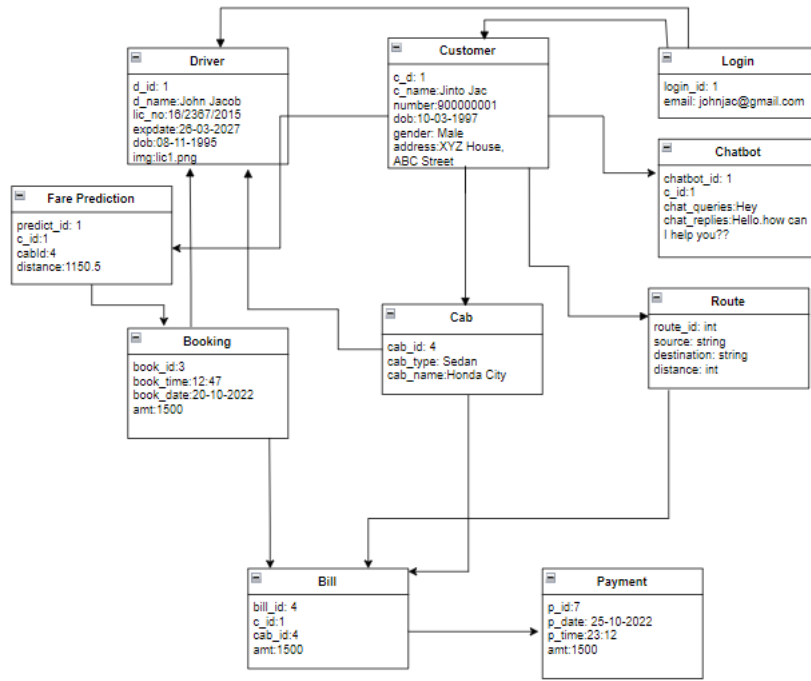 Driver
d_id: 1
d_name:John Jacob
lic_no:16/2367/2015
expdate:26-03-2027
dob:08-11-1995
img:lic1.png
Customer
c_d: 1
c_name:Jinto Jac
number:900000001
dob:10-03-1997
gender: Male
address:XYZ House,
ABC Street
Login
login_id: 1
email: johnjac@gmail.com
Chatbot
chatbot_id: 1
c_id:1
chat_queries:Hey
chat_replies:Hello.how can
I help you??
Fare Prediction
predict_id: 1
c_id:1
cabId:4
distance:1150.5
Booking
book_id:3
book_time:12:47
book_date:20-10-2022
amt:1500
Cab
cab_id: 4
cab_type: Sedan
cab_name:Honda City
Route
route_id: int
source: string
destination: string
distance: int
Bill
bill_id: 4
c_id:1
cab_id:4
amt:1500
Payment
p_id:7
p_date: 25-10-2022
p_time:23:12
amt:1500